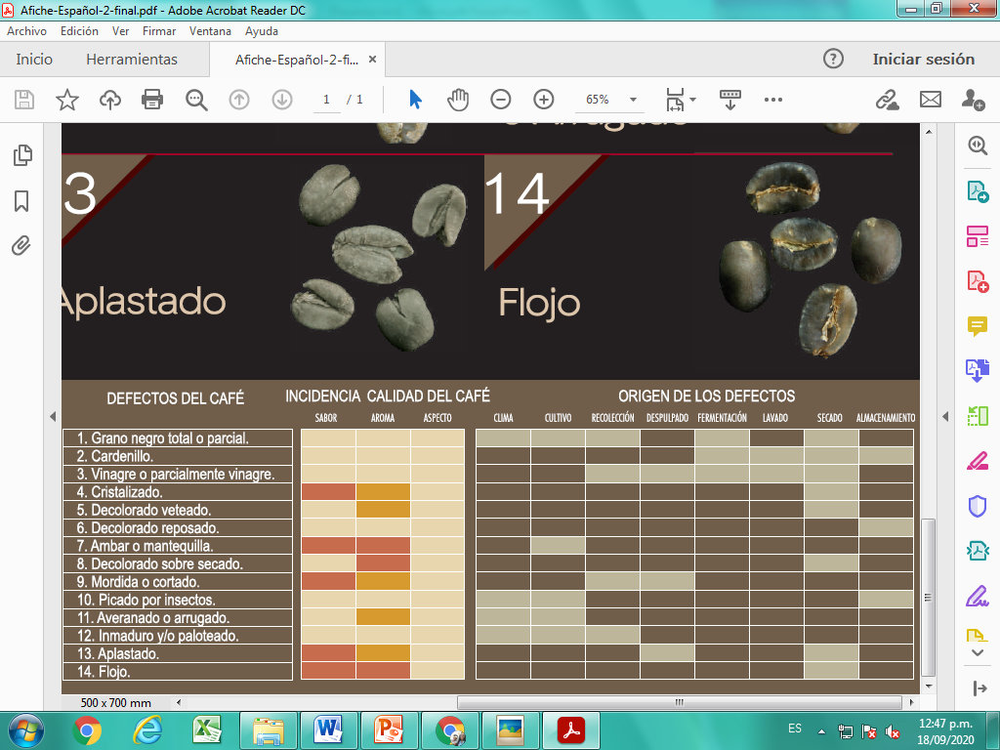 Afiche-Español-2-final.pdf - Adobe Acrobat Reader DC
Archivo Edición Ver Firmar Ventana Ayuda
Inicio Herramientas Afiche-Español-2-fi... × ? Iniciar sesión
1 / 1 65%
3 14
Aplastado Flojo
DEFECTOS DEL CAFÉ INCIDENCIA CALIDAD DEL CAFÉ ORIGEN DE LOS DEFECTOS
SABOR AROMA ASPECTO CLIMA CULTIVO RECOLECCIÓN DESPULPADO FERMENTACIÓN LAVADO SECADO ALMACENAMIENTO
1. Grano negro total o parcial.
2. Cardenillo.
3. Vinagre o parcialmente vinagre.
4. Cristalizado.
5. Decolorado veteado.
6. Decolorado reposado.
7. Ambar o mantequilla.
8. Decolorado sobre secado.
9. Mordida o cortado.
10. Picado por insectos.
11. Averanado o arrugado.
12. Inmaduro y/o paloteado.
13. Aplastado.
14. Flojo.
500 x 700 mm
ES 12:47 p.m.
18/09/2020